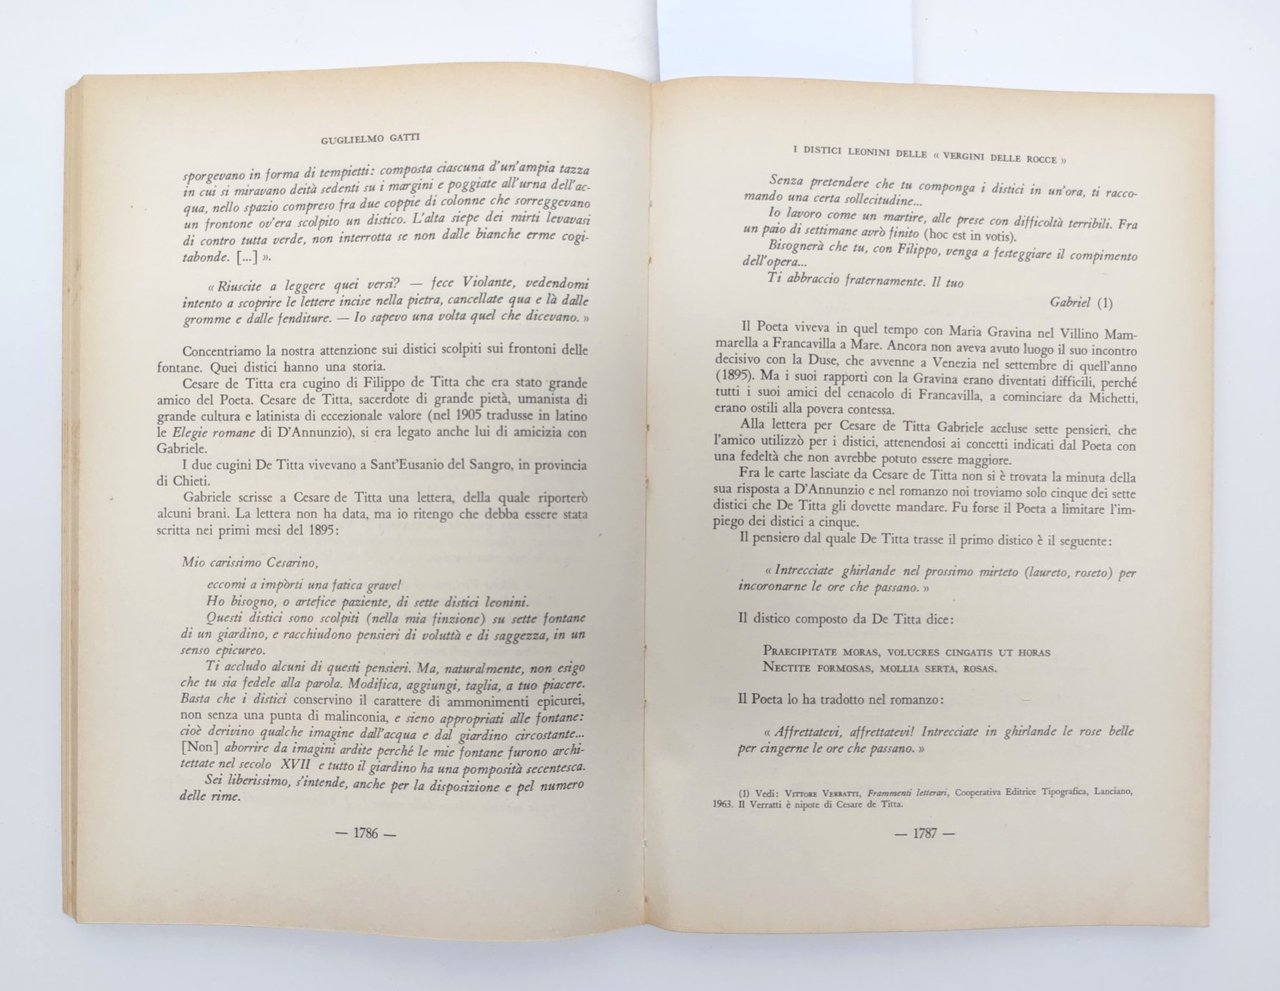 GUGLIELMO GATTI
sporgevano in forma di tempietti: composta ciascuna d'un'ampia tazza
in cui si miravano deità sedenti su i margini e poggiate all'urna dell'ac-
qua, nello spazio compreso fra due coppie di colonne che sorreggevano
un frontone ov'era scolpito un distico. L'alta siepe dei mirti levavasi
di contro tutta verde, non interrotta se non dalle bianche erme cogi-
tabonde. [...] ».
« Riuscite a leggere quei versi? — fece Violante, vedendomi
intento a scoprire le lettere incise nella pietra, cancellate qua e là dalle
gromme e dalle fenditure. — Io sapevo una volta quel che dicevano. »
Concentriamo la nostra attenzione sui distici scolpiti sui frontoni delle
fontane. Quei distici hanno una storia.
Cesare de Titta era cugino di Filippo de Titta che era stato grande
amico del Poeta. Cesare de Titta, sacerdote di grande pietà, umanista di
grande cultura e latinista di eccezionale valore (nel 1905 tradusse in latino
le Elegie romane di D'Annunzio), si era legato anche lui di amicizia con
Gabriele.
I due cugini De Titta vivevano a Sant'Eusanio del Sangro, in provincia
di Chieti.
Gabriele scrisse a Cesare de Titta una lettera, della quale riporterò
alcuni brani. La lettera non ha data, ma io ritengo che debba essere stata
scritta nei primi mesi del 1895:
Mio carissimo Cesarino,
eccomi a impòrti una fatica grave!
Ho bisogno, o artefice paziente, di sette distici leonini.
Questi distici sono scolpiti (nella mia finzione) su sette fontane
di un giardino, e racchiudono pensieri di voluttà e di saggezza, in un
senso epicureo.
Ti accludo alcuni di questi pensieri. Ma, naturalmente, non esigo
che tu sia fedele alla parola. Modifica, aggiungi, taglia, a tuo piacere.
Basta che i distici conservino il carattere di ammonimenti epicurei,
non senza una punta di malinconia, e sieno appropriati alle fontane:
cioè derivino qualche imagine dall'acqua e dal giardino circostante...
[Non] aborrire da imagini ardite perché le mie fontane furono archi-
tettate nel secolo XVII e tutto il giardino ha una pomposità secentesca.
Sei liberissimo, s'intende, anche per la disposizione e pel numero
delle rime.
— 1786 —
I DISTICI LEONINI DELLE « VERGINI DELLE ROCCE »
Senza pretendere che tu componga i distici in un'ora, ti racco-
mando una certa sollecitudine...
Io lavoro come un martire, alle prese con difficoltà terribili. Fra
un paio di settimane avrò finito (hoc est in votis).
Bisognerà che tu, con Filippo, venga a festeggiare il compimento
dell'opera...
Ti abbraccio fraternamente. Il tuo
Gabriel (1)
Il Poeta viveva in quel tempo con Maria Gravina nel Villino Mam-
marella a Francavilla a Mare. Ancora non aveva avuto luogo il suo incontro
decisivo con la Duse, che avvenne a Venezia nel settembre di quell'anno
(1895). Ma i suoi rapporti con la Gravina erano diventati difficili, perché
tutti i suoi amici del cenacolo di Francavilla, a cominciare da Michetti,
erano ostili alla povera contessa.
Alla lettera per Cesare de Titta Gabriele accluse sette pensieri, che
l'amico utilizzò per i distici, attenendosi ai concetti indicati dal Poeta con
una fedeltà che non avrebbe potuto essere maggiore.
Fra le carte lasciate da Cesare de Titta non si è trovata la minuta della
sua risposta a D'Annunzio e nel romanzo noi troviamo solo cinque dei sette
distici che De Titta gli dovette mandare. Fu forse il Poeta a limitare l'im-
piego dei distici a cinque.
Il pensiero dal quale De Titta trasse il primo distico è il seguente:
« Intrecciate ghirlande nel prossimo mirteto (laureto, roseto) per
incoronarne le ore che passano. »
Il distico composto da De Titta dice:
PRAECIPITATE MORAS, VOLUCRES CINGATIS UT HORAS
NECTITE FORMOSAS, MOLLIA SERTA, ROSAS.
Il Poeta lo ha tradotto nel romanzo:
« Affrettatevi, affrettatevi! Intrecciate in ghirlande le rose belle
per cingerne le ore che passano. »
(1) Vedi: VITTORE VERRATTI, Frammenti letterari, Cooperativa Editrice Tipografica, Lanciano,
1963. Il Verratti è nipote di Cesare de Titta.
— 1787 —